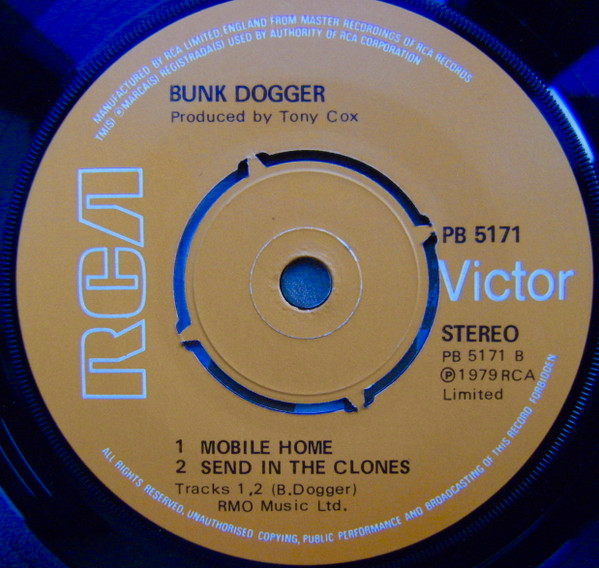 MANUFACTURED BY RCA LIMITED, ENGLAND FROM MASTER RECORDINGS OF RCA RECORDS
TM(S) ® MARCA(S) REGISTRADA(S) USED BY AUTHORITY OF RCA CORPORATION
BUNK DOGGER
Produced by Tony Cox
RCA
PB 5171
Victor
STEREO
PB 5171 B
Ⓟ 1979 RCA
Limited
1 MOBILE HOME
2 SEND IN THE CLONES
Tracks 1,2 (B.Dogger)
RMO Music Ltd.
ALL RIGHTS RESERVED, UNAUTHORISED COPYING, PUBLIC PERFORMANCE AND BROADCASTING OF THIS RECORD FORBIDDEN